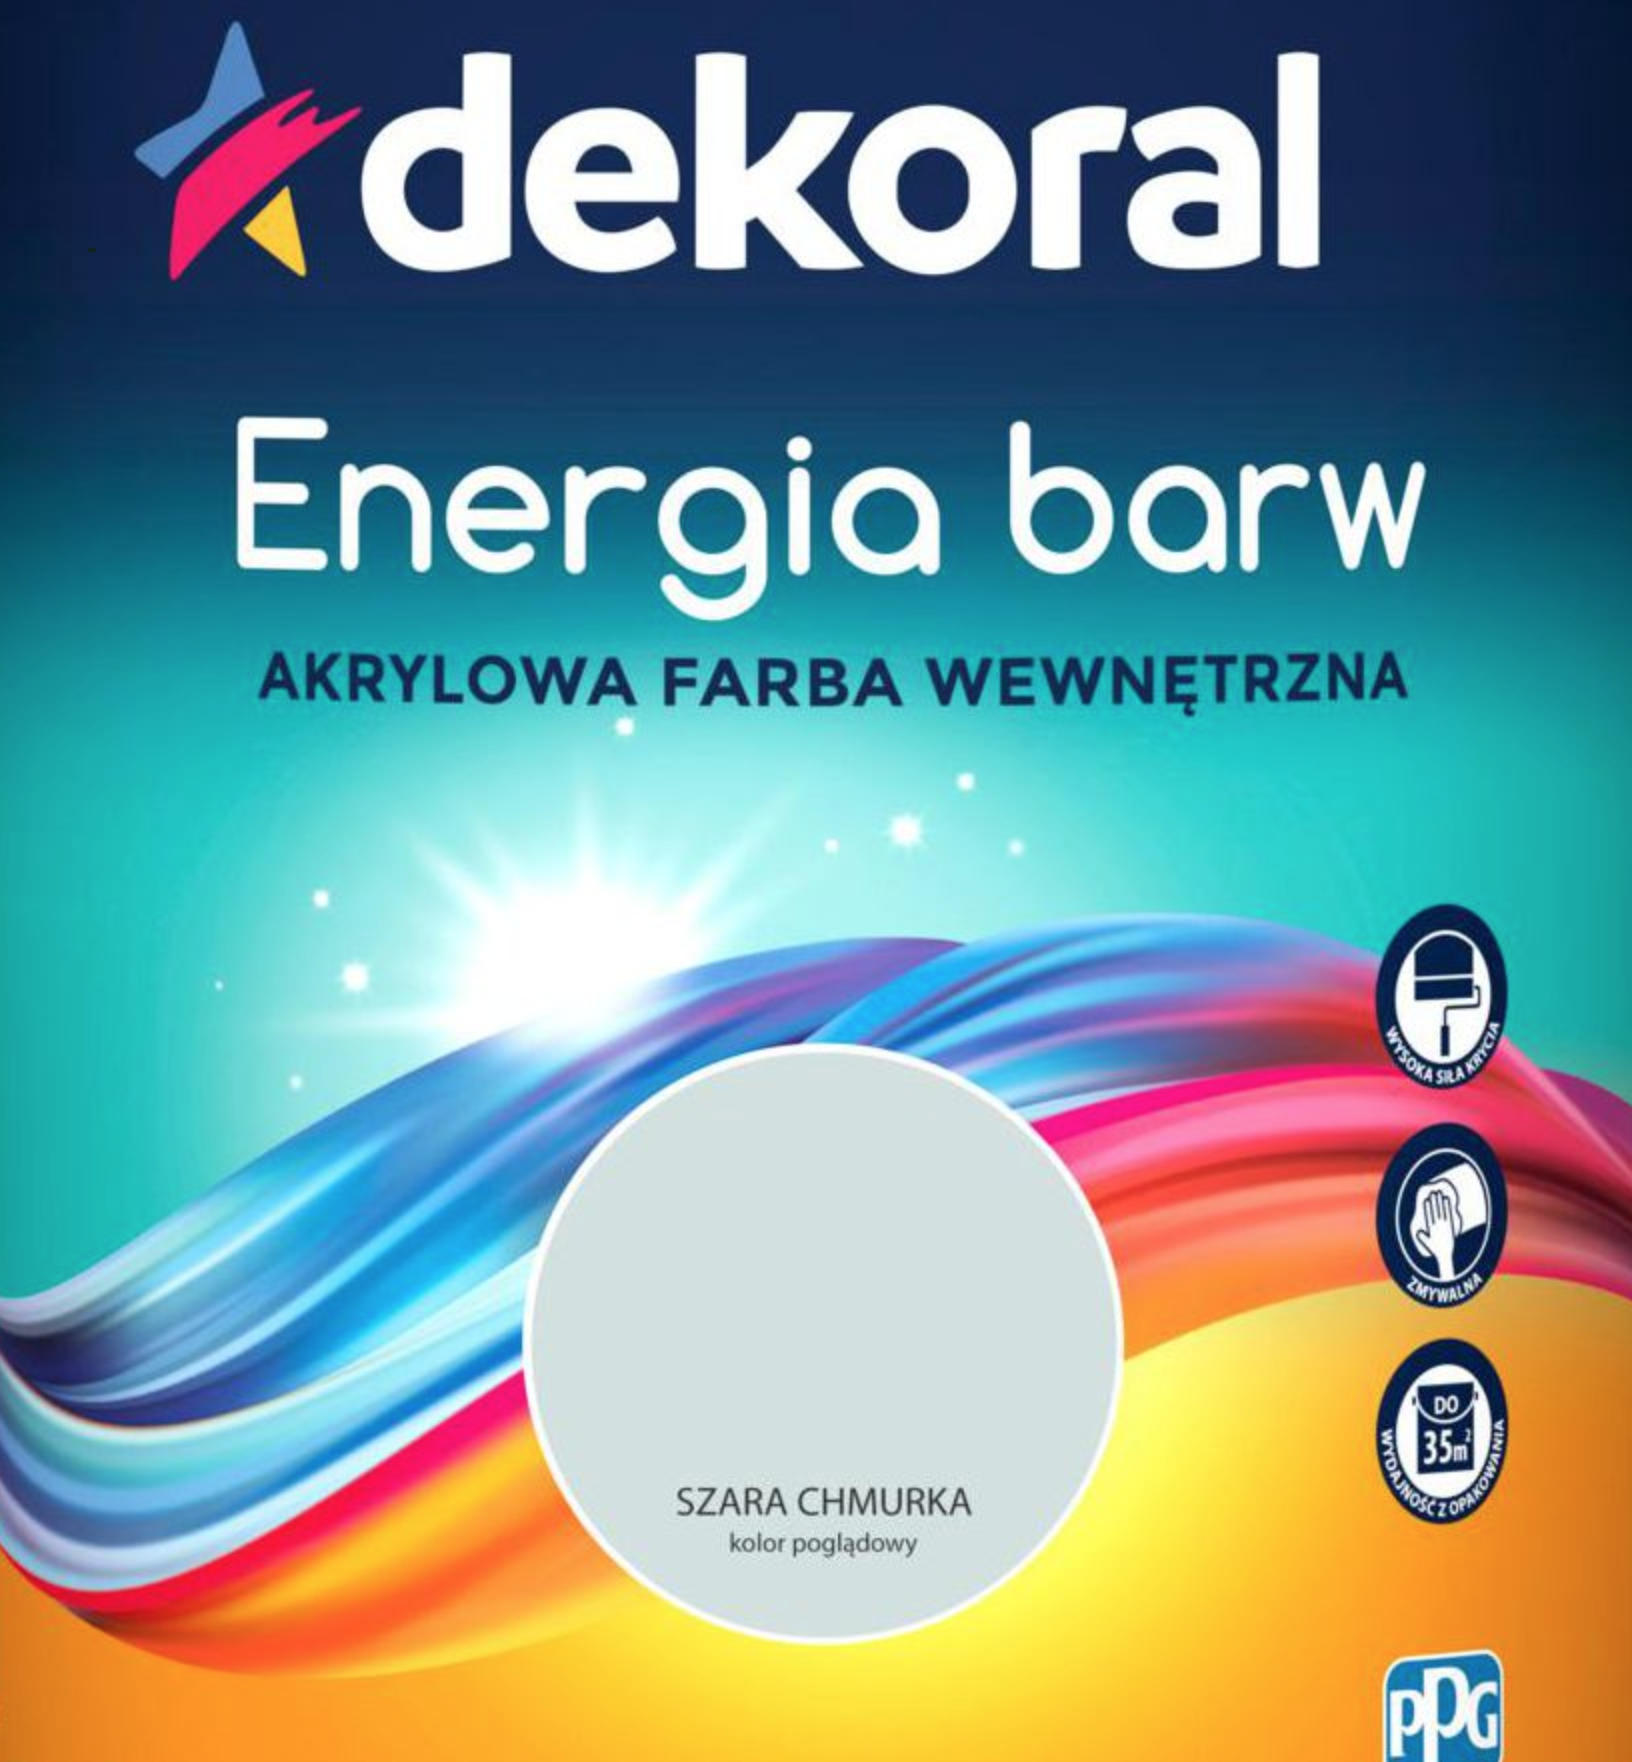 dekoral
Energia barw
AKRYLOWA FARBA WEWNĘTRZNA
WYSOKA SIŁA KRYCIA
ZMYWALNA
DO
35m²
WYDAJNOŚĆ Z OPAKOWANIA
SZARA CHMURKA
kolor poglądowy
PPG